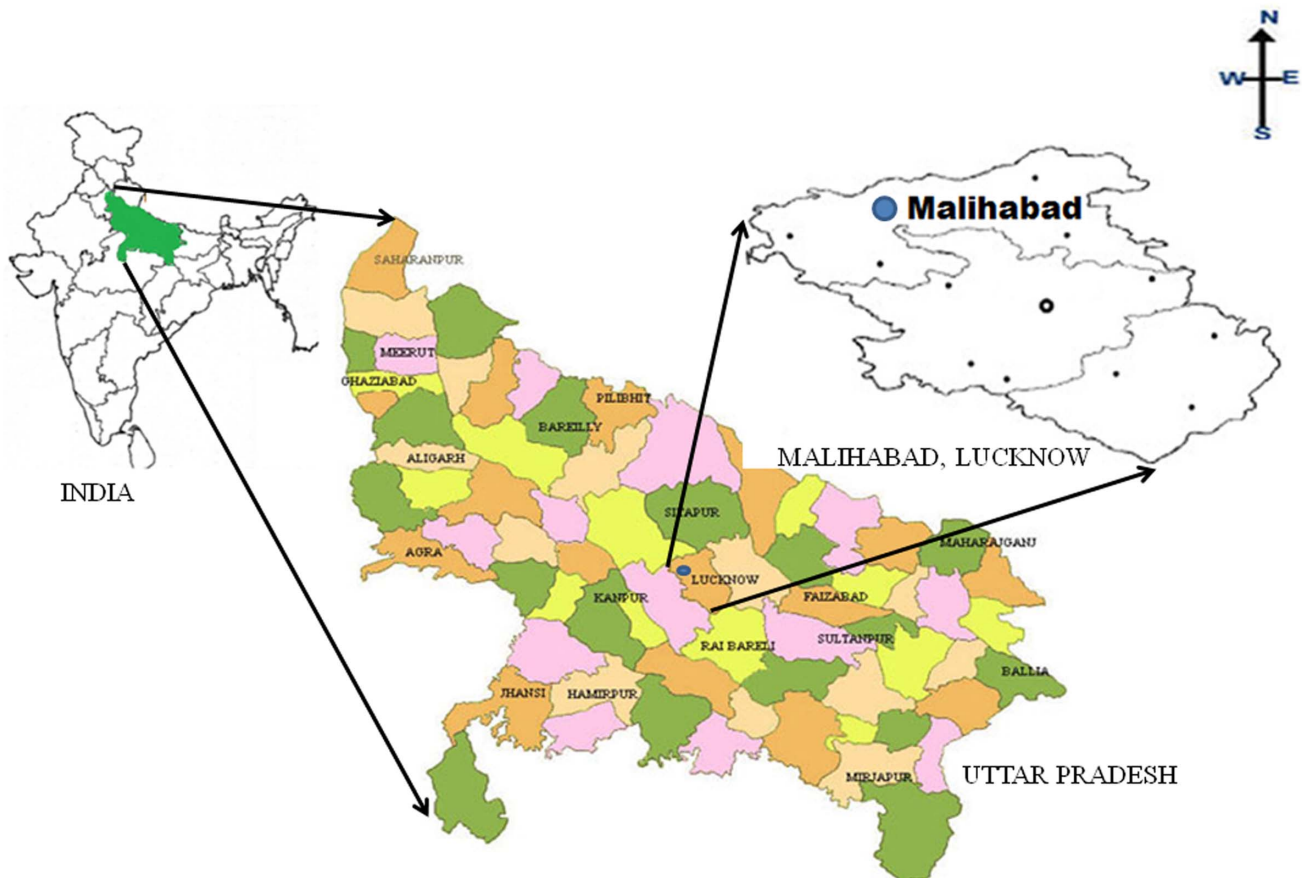 N
W E
S
Malihabad
SAHARANPUR
MEERUT
GHAZIABAD
PILIBHIT
BAREILLY
ALIGARH
MALIHABAD, LUCKNOW
INDIA
SITAPUR
MAHARAJGANJ
AGRA
LUCKNOW
KANPUR
FAIZABAD
SULTANPUR
RAI BARELI
BALLIA
JHANSI
HAMIRPUR
MIRJAPUR
UTTAR PRADESH